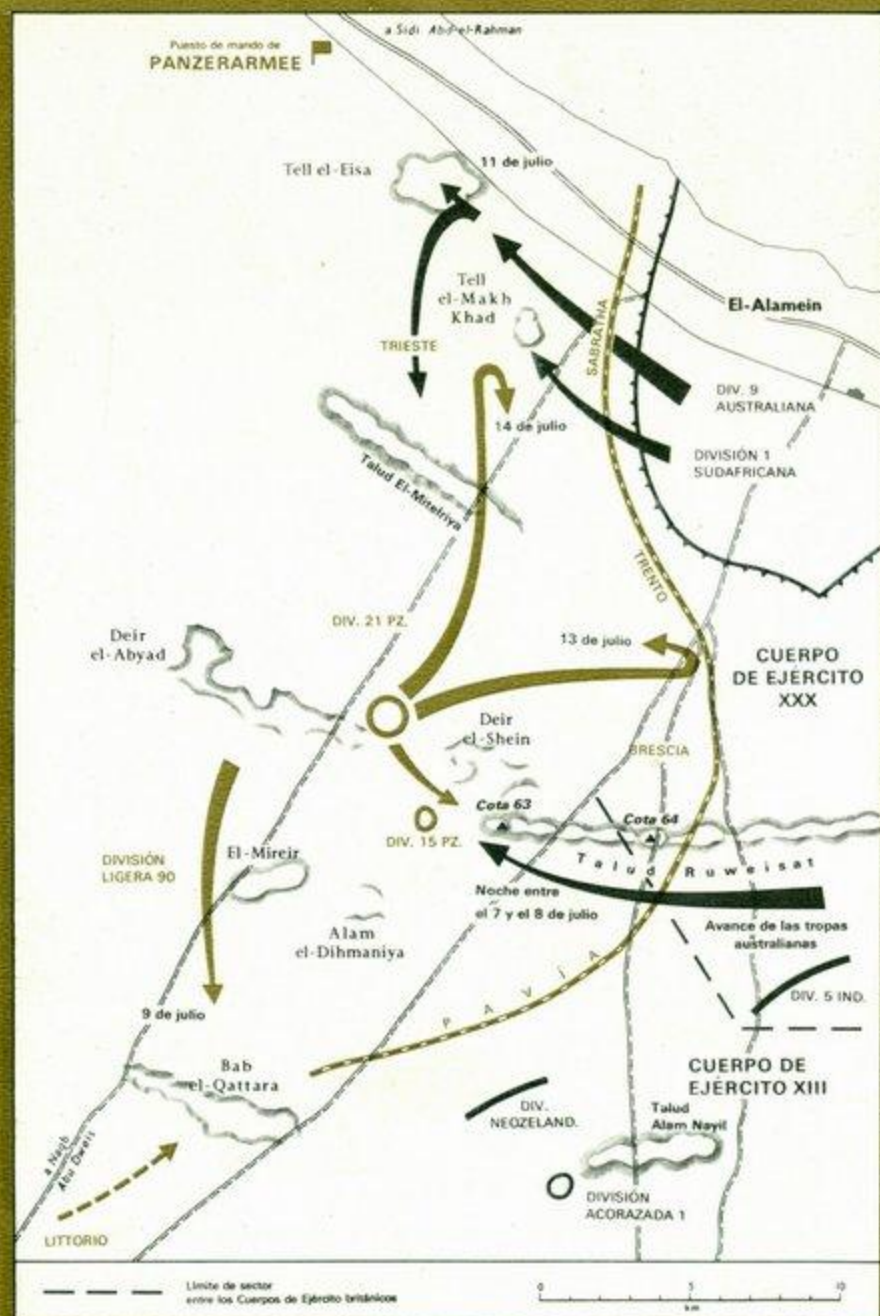 a Sidi Abd-el-Rahman
Puesto de mando de
PANZERARMEE
Tell el-Eisa
11 de julio
Tell
el-Makh
Khad
El-Alamein
SABRATHA
TRIESTE
DIV. 9
AUSTRALIANA
14 de julio
DIVISIÓN 1
SUDAFRICANA
Talud El-Miteiriya
TRENTO
DIV. 21 PZ.
Deir
el-Abyad
13 de julio
CUERPO
DE EJÉRCITO
XXX
Deir
el-Shein
BRESCIA
Cota 63
Cota 64
DIV. 15 PZ.
Talud Ruweisat
DIVISIÓN
LIGERA 90
El-Mireir
Noche entre
el 7 y el 8 de julio
Avance de las tropas
australianas
Alam
el-Dihmaniya
DIV. 5 IND.
PAVÍA
9 de julio
Bab
el-Qattara
CUERPO DE
EJÉRCITO XIII
DIV.
NEOZELAND.
Talud
Alam Nayil
a Naqb
Abu Dweis
DIVISIÓN
ACORAZADA 1
LITTORIO
Límite de sector
entre los Cuerpos de Ejército británicos
0 5 10
km